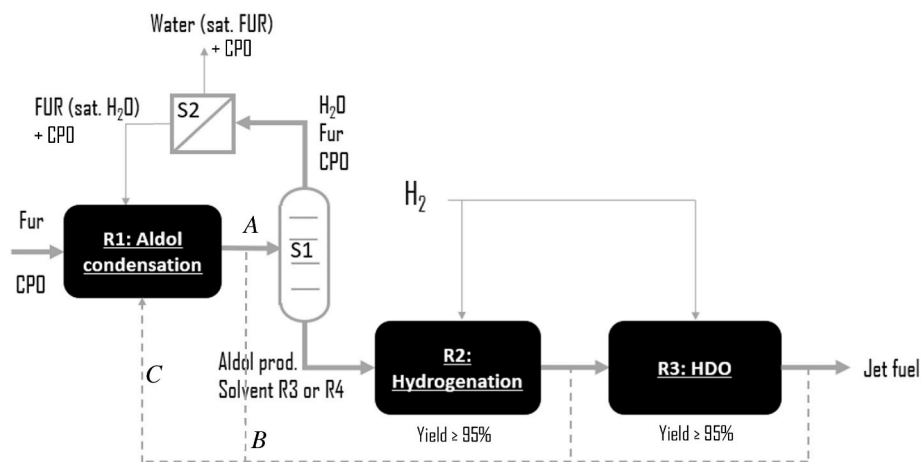 Water (sat. FUR)
+ CPO
FUR (sat. H₂O)
+ CPO
S2
H₂O
Fur
CPO
Fur
CPO
R1: Aldol
condensation
A
S1
H₂
Aldol prod.
Solvent R3 or R4
R2:
Hydrogenation
Yield ≥ 95%
R3: HDO
Yield ≥ 95%
Jet fuel
C
B